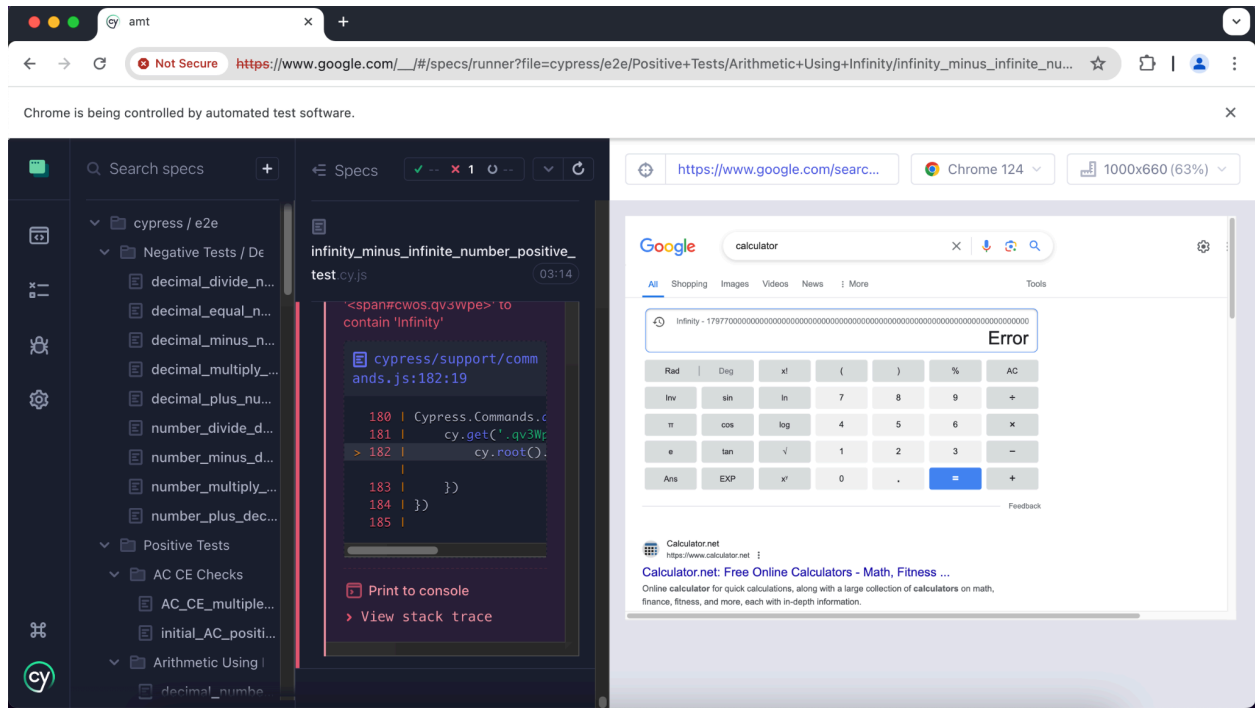 amt
Not Secure https://www.google.com/__/#/specs/runner?file=cypress/e2e/Positive+Tests/Arithmetic+Using+Infinity/infinity_minus_infinite_nu...
Chrome is being controlled by automated test software.
Search specs
cypress / e2e
Negative Tests / De
decimal_divide_n...
decimal_equal_n...
decimal_minus_n...
decimal_multiply_...
decimal_plus_nu...
number_divide_d...
number_minus_d...
number_multiply_...
number_plus_dec...
Positive Tests
AC CE Checks
AC_CE_multiple...
initial_AC_positi...
Arithmetic Using I
decimal_numbe
cy
Specs -- 1 --
infinity_minus_infinite_number_positive_
test.cy.js 03:14
'<span#cwos.qv3Wpe>' to
contain 'Infinity'
cypress/support/comm
ands.js:182:19
180 | Cypress.Commands.
181 | cy.get('.qv3Wp
> 182 | cy.root().
|
183 | })
184 | })
185 |
Print to console
View stack trace
https://www.google.com/searc... Chrome 124 1000x660 (63%)
Google calculator
All Shopping Images Videos News : More Tools
Error
Rad | Deg x! ( ) % AC
Inv sin ln 7 8 9 ÷
π cos log 4 5 6 ×
e tan √ 1 2 3 −
Ans EXP xʸ 0 . = +
Feedback
Calculator.net
https://www.calculator.net
Calculator.net: Free Online Calculators - Math, Fitness ...
Online calculator for quick calculations, along with a large collection of calculators on math,
finance, fitness, and more, each with in-depth information.